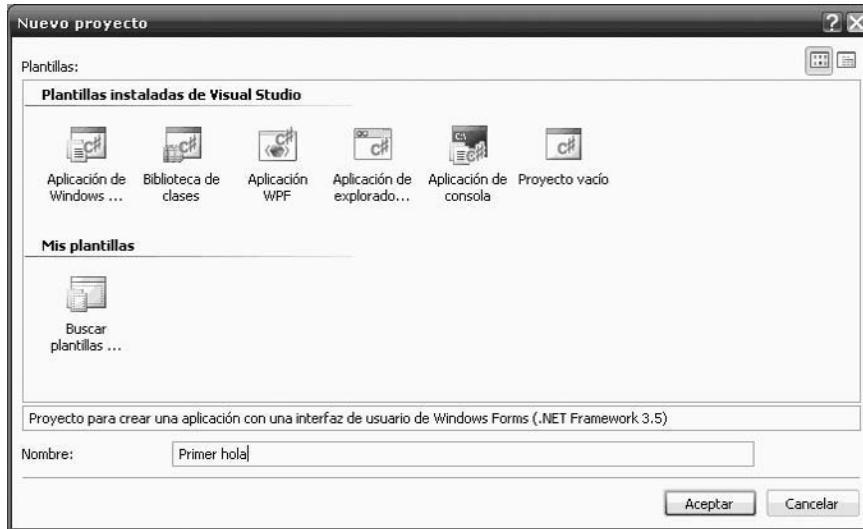 Nuevo proyecto
Plantillas:
Plantillas instaladas de Visual Studio
Aplicación de Windows ...
Biblioteca de clases
Aplicación WPF
Aplicación de explorado...
Aplicación de consola
Proyecto vacío
Mis plantillas
Buscar plantillas ...
Proyecto para crear una aplicación con una interfaz de usuario de Windows Forms (.NET Framework 3.5)
Nombre:
Primer hola
Aceptar
Cancelar